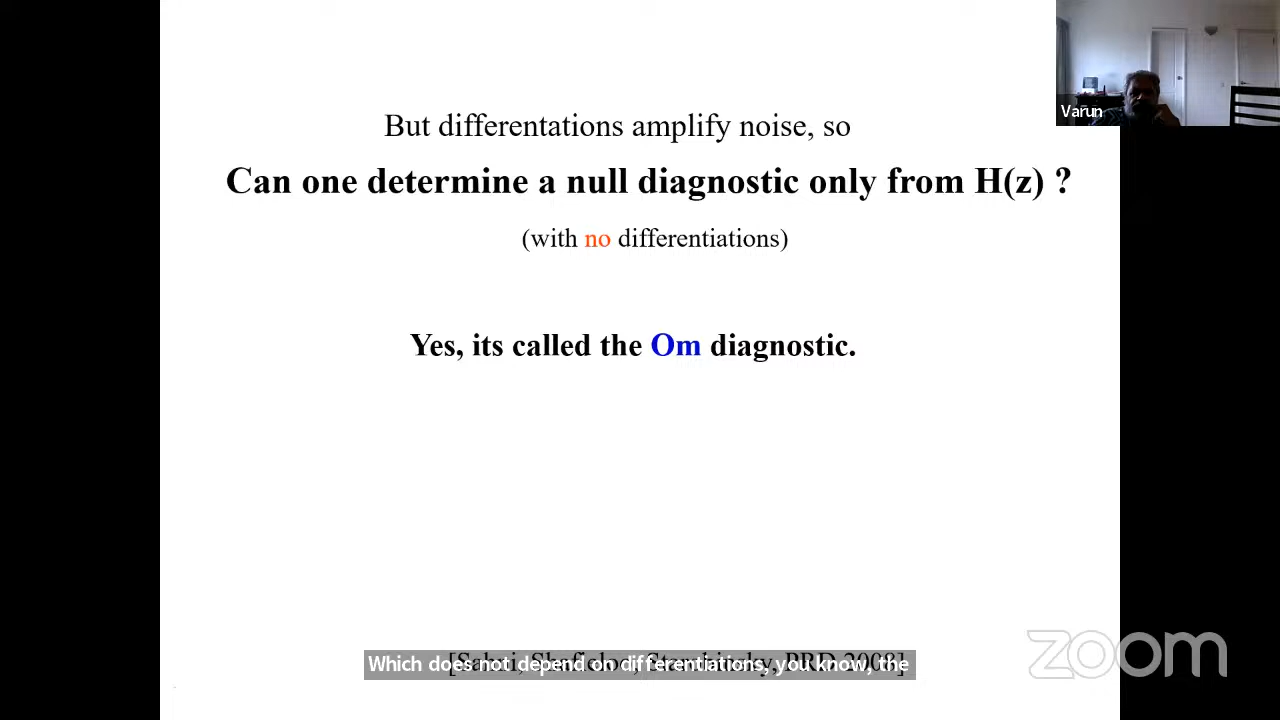 Varun
But differentations amplify noise, so
Can one determine a null diagnostic only from H(z) ?
(with no differentiations)
Yes, its called the Om diagnostic.
Which does not depend on differentiations, you know, the
zoom